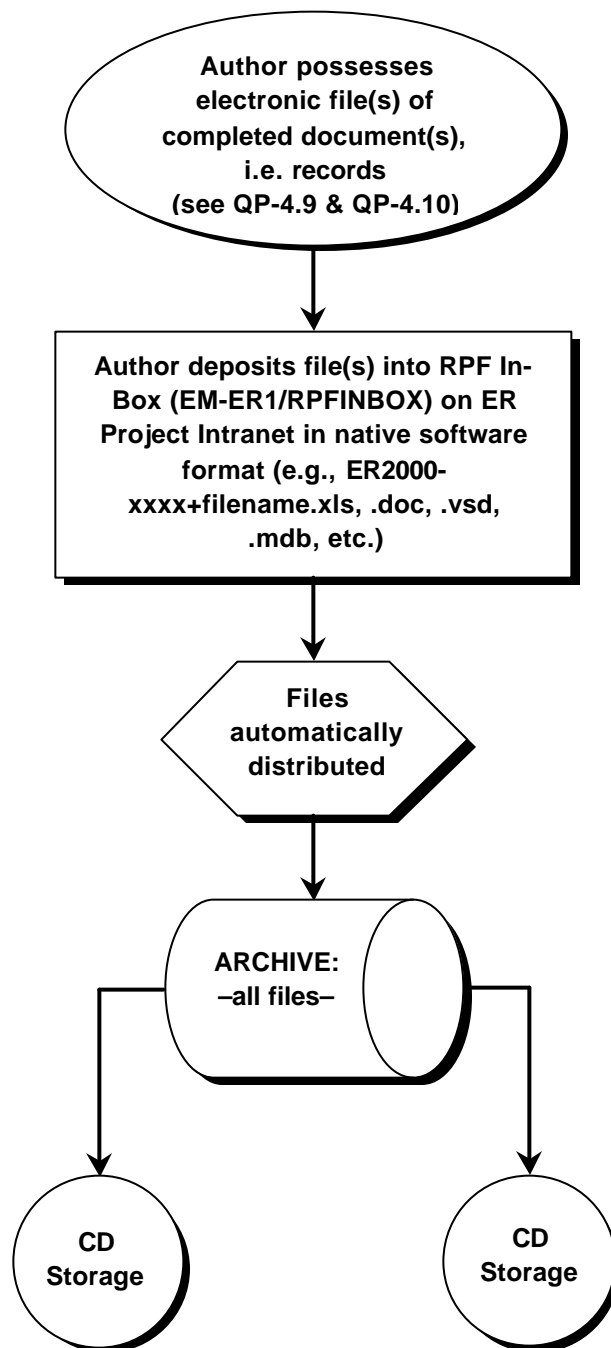 Author possesses
electronic file(s) of
completed document(s),
i.e. records
(see QP-4.9 & QP-4.10)
Author deposits file(s) into RPF In-
Box (EM-ER1/RPFINBOX) on ER
Project Intranet in native software
format (e.g., ER2000-
xxxx+filename.xls, .doc, .vsd,
.mdb, etc.)
Files
automatically
distributed
ARCHIVE:
–all files–
CD
Storage
CD
Storage